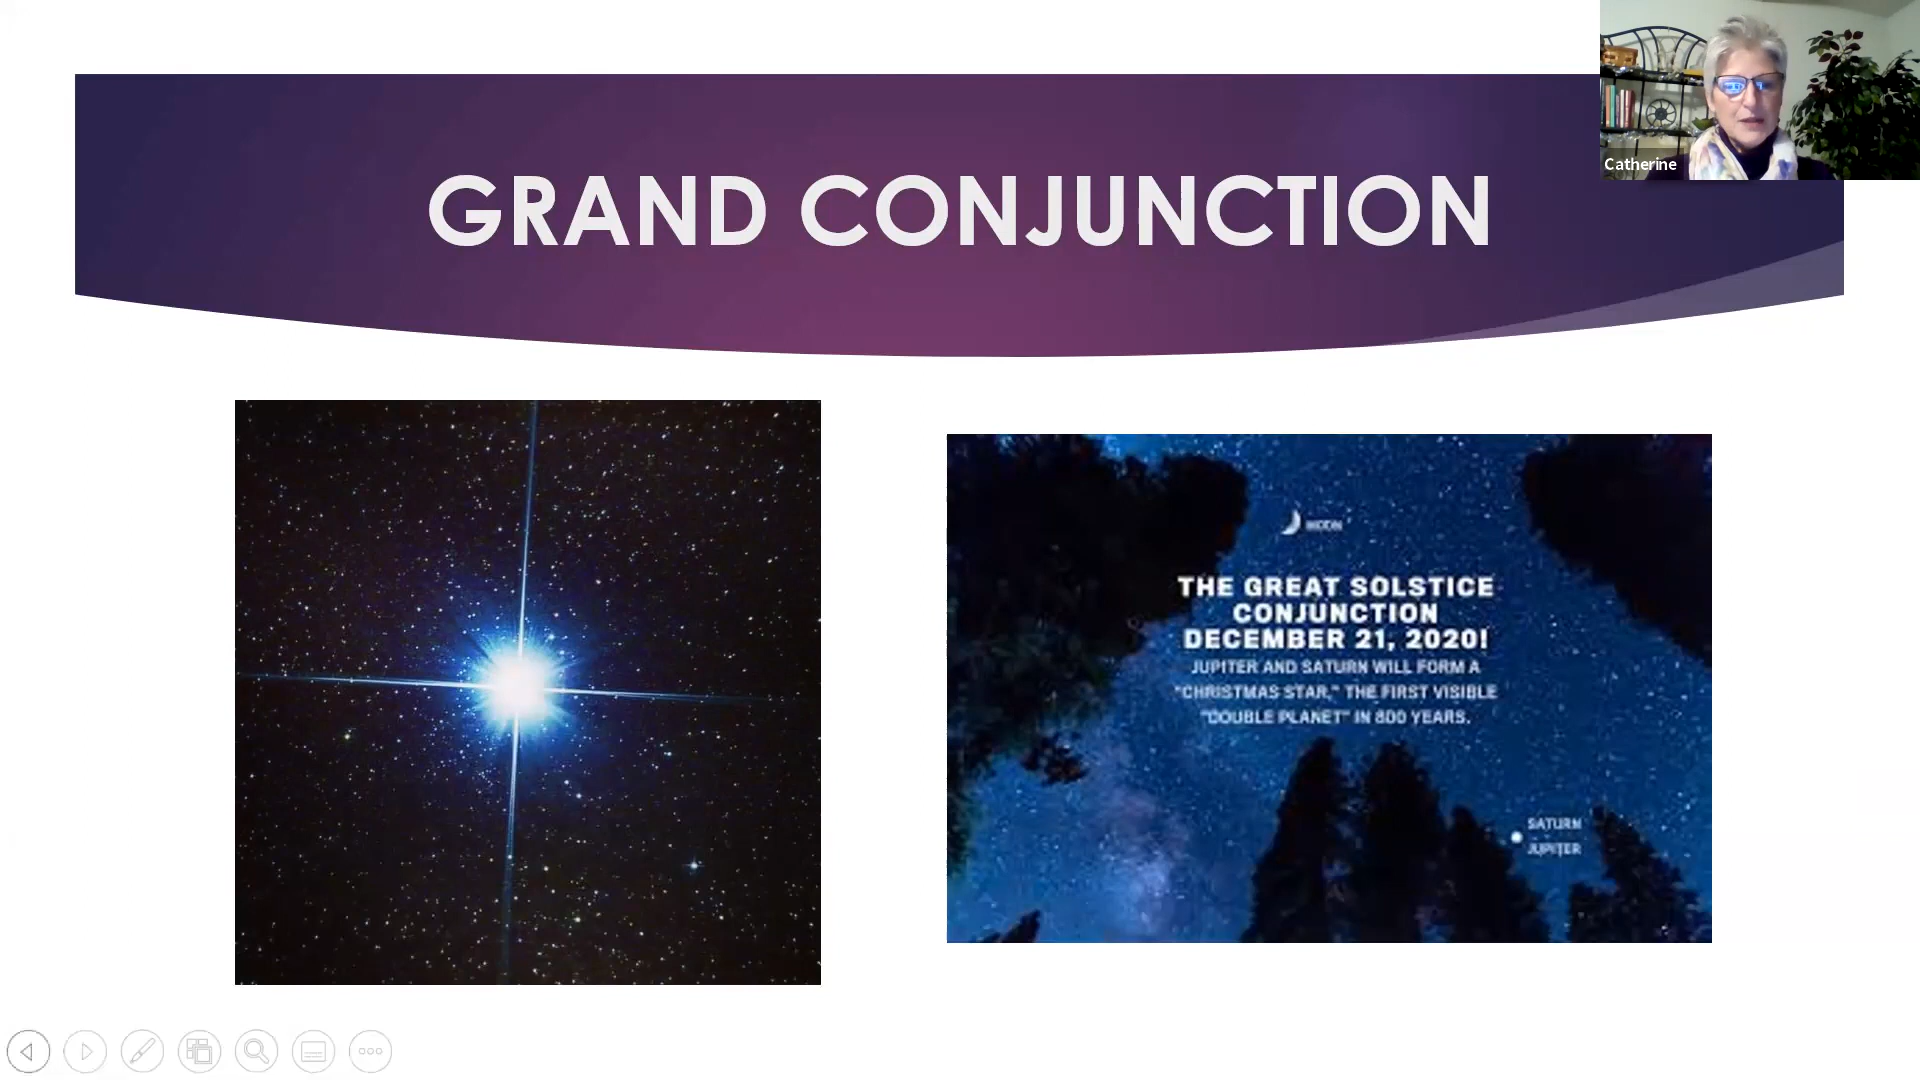 Catherine
GRAND CONJUNCTION
MOON
THE GREAT SOLSTICE
CONJUNCTION
DECEMBER 21, 2020!
JUPITER AND SATURN WILL FORM A
"CHRISTMAS STAR," THE FIRST VISIBLE
"DOUBLE PLANET" IN 800 YEARS.
SATURN
JUPITER